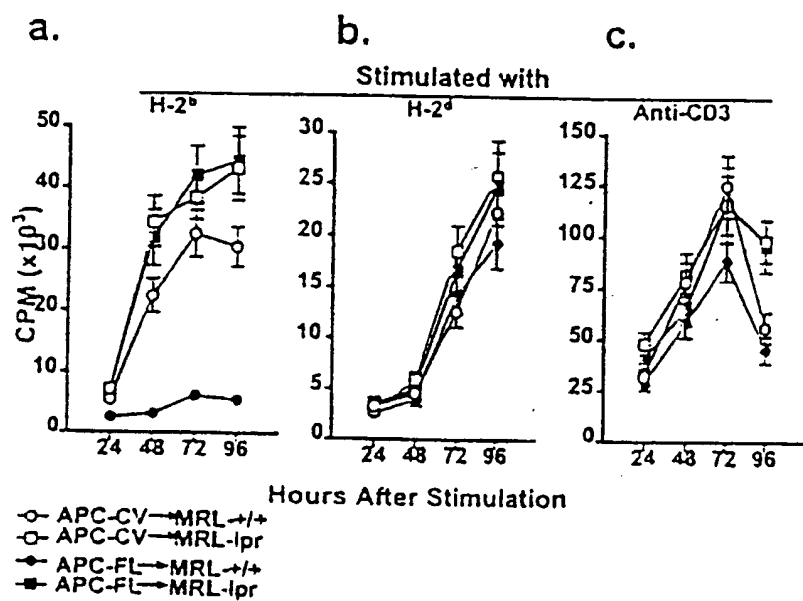 a. b. c.
Stimulated with
H-2ᵇ H-2ᵈ Anti-CD3
50 30 150
40 25 125
30 20 100
20 15 75
10 10 50
0 5 25
0 0
CPM (x10³)
24 48 72 96 24 48 72 96 24 48 72 96
Hours After Stimulation
APC-CV→MRL-+/+
APC-CV→MRL-lpr
APC-FL→MRL-+/+
APC-FL→MRL-lpr